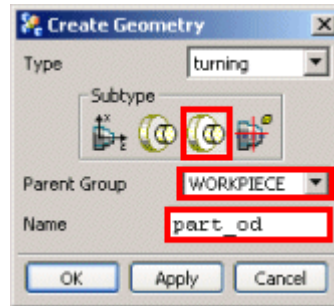 Create Geometry
Type turning
Subtype
Parent Group WORKPIECE
Name part_od
OK Apply Cancel